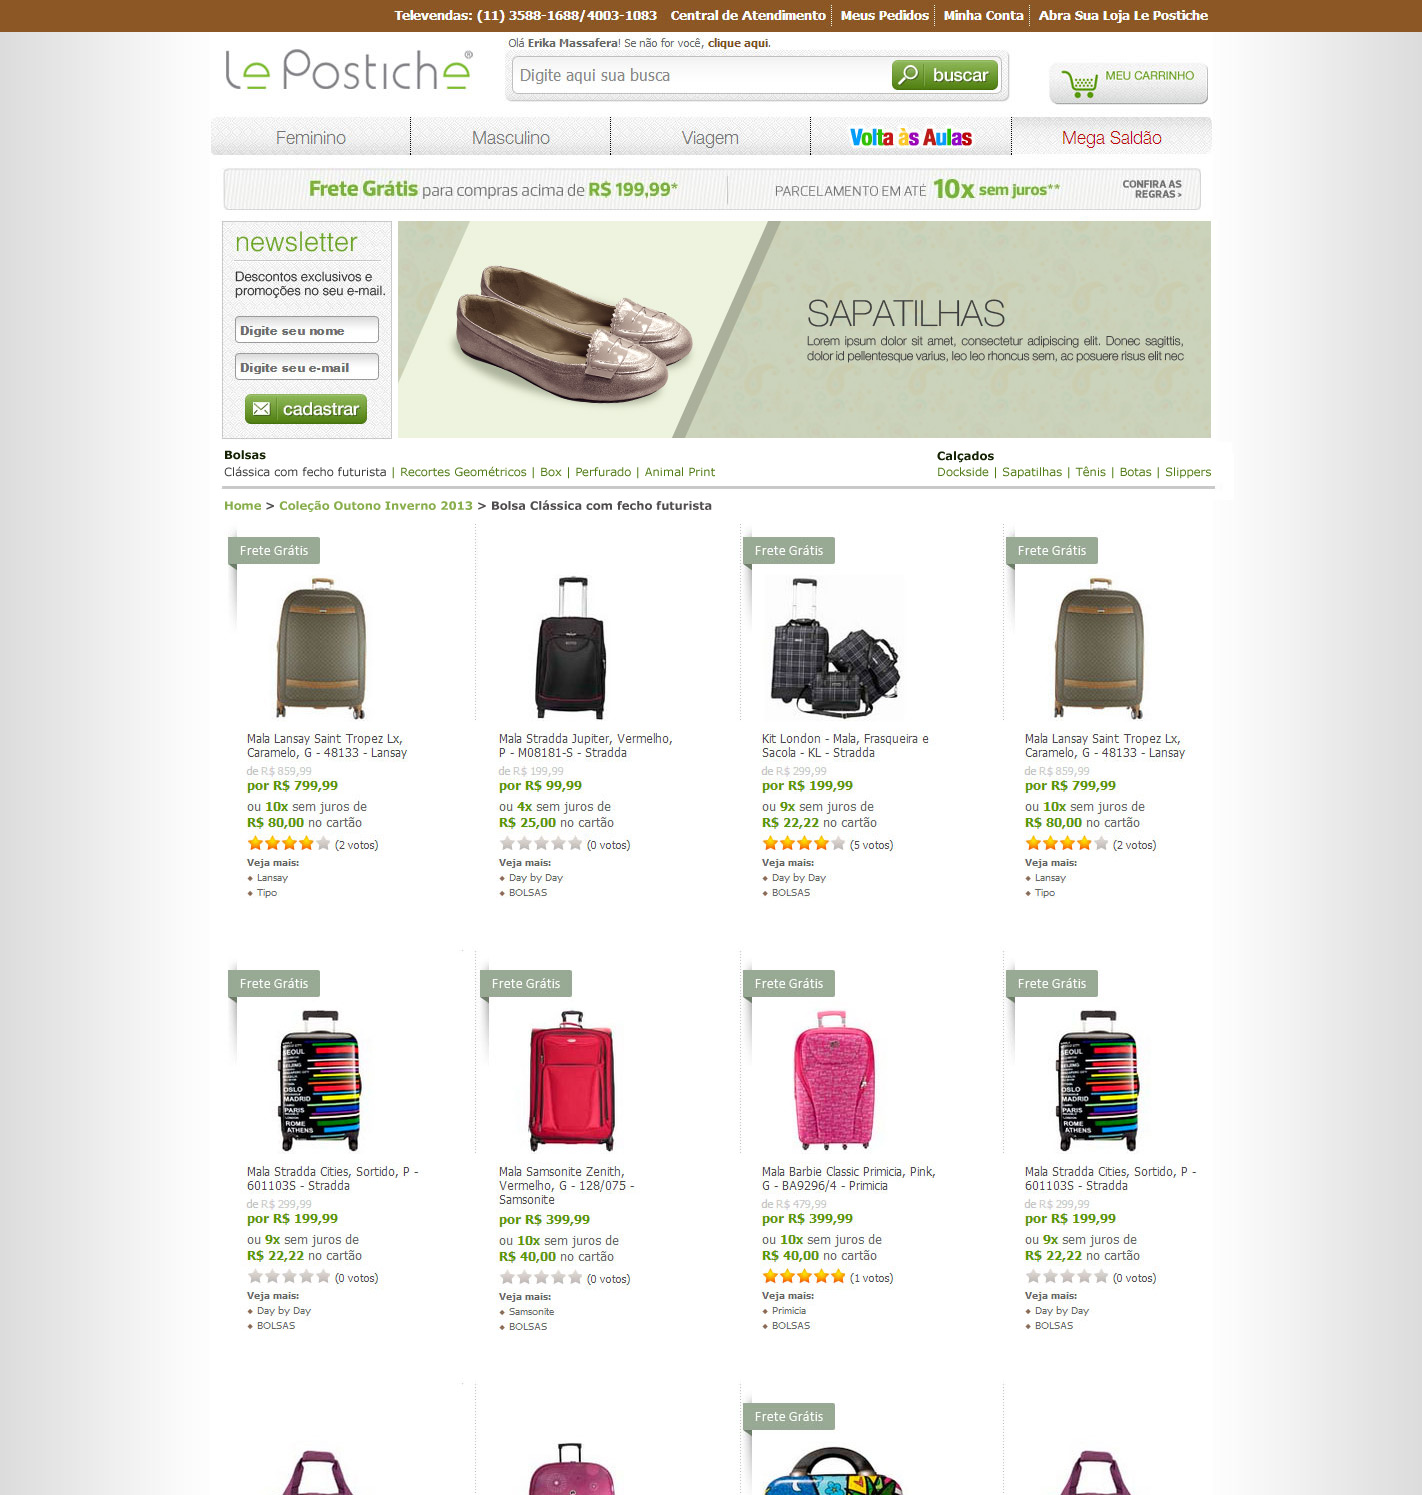 Televendas: (11) 3588-1688/4003-1083 Central de Atendimento Meus Pedidos Minha Conta Abra Sua Loja Le Postiche
Le Postiche®
Olá Erika Massafera! Se não for você, clique aqui.
Digite aqui sua busca
buscar
MEU CARRINHO
Feminino Masculino Viagem Volta às Aulas Mega Saldão
Frete Grátis para compras acima de R$ 199,99*
PARCELAMENTO EM ATÉ 10x sem juros**
CONFIRA AS
REGRAS >
newsletter
Descontos exclusivos e
promoções no seu e-mail.
Digite seu nome
Digite seu e-mail
cadastrar
SAPATILHAS
Lorem ipsum dolor sit amet, consectetur adipiscing elit. Donec sagittis,
dolor id pellentesque varius, leo leo rhoncus sem, ac posuere risus elit nec
Bolsas
Clássica com fecho futurista | Recortes Geométricos | Box | Perfurado | Animal Print
Calçados
Dockside | Sapatilhas | Tênis | Botas | Slippers
Home > Coleção Outono Inverno 2013 > Bolsa Clássica com fecho futurista
Frete Grátis
Mala Lansay Saint Tropez Lx,
Caramelo, G - 48133 - Lansay
de R$ 859,99
por R$ 799,99
ou 10x sem juros de
R$ 80,00 no cartão
(2 votos)
Veja mais:
Lansay
Tipo
Mala Stradda Jupiter, Vermelho,
P - M08181-S - Stradda
de R$ 199,99
por R$ 99,99
ou 4x sem juros de
R$ 25,00 no cartão
(0 votos)
Veja mais:
Day by Day
BOLSAS
Frete Grátis
Kit London - Mala, Frasqueira e
Sacola - KL - Stradda
de R$ 299,99
por R$ 199,99
ou 9x sem juros de
R$ 22,22 no cartão
(5 votos)
Veja mais:
Day by Day
BOLSAS
Frete Grátis
Mala Lansay Saint Tropez Lx,
Caramelo, G - 48133 - Lansay
de R$ 859,99
por R$ 799,99
ou 10x sem juros de
R$ 80,00 no cartão
(2 votos)
Veja mais:
Lansay
Tipo
Frete Grátis
SEOUL
BEIJING
OSLO
MADRID
PARIS
ROME
ATHENS
Mala Stradda Cities, Sortido, P -
601103S - Stradda
de R$ 299,99
por R$ 199,99
ou 9x sem juros de
R$ 22,22 no cartão
(0 votos)
Veja mais:
Day by Day
BOLSAS
Frete Grátis
Mala Samsonite Zenith,
Vermelho, G - 128/075 -
Samsonite
por R$ 399,99
ou 10x sem juros de
R$ 40,00 no cartão
(0 votos)
Veja mais:
Samsonite
BOLSAS
Frete Grátis
Mala Barbie Classic Primicia, Pink,
G - BA9296/4 - Primicia
de R$ 479,99
por R$ 399,99
ou 10x sem juros de
R$ 40,00 no cartão
(1 votos)
Veja mais:
Primicia
BOLSAS
Frete Grátis
SEOUL
BEIJING
OSLO
MADRID
PARIS
ROME
ATHENS
Mala Stradda Cities, Sortido, P -
601103S - Stradda
de R$ 299,99
por R$ 199,99
ou 9x sem juros de
R$ 22,22 no cartão
(0 votos)
Veja mais:
Day by Day
BOLSAS
Frete Grátis